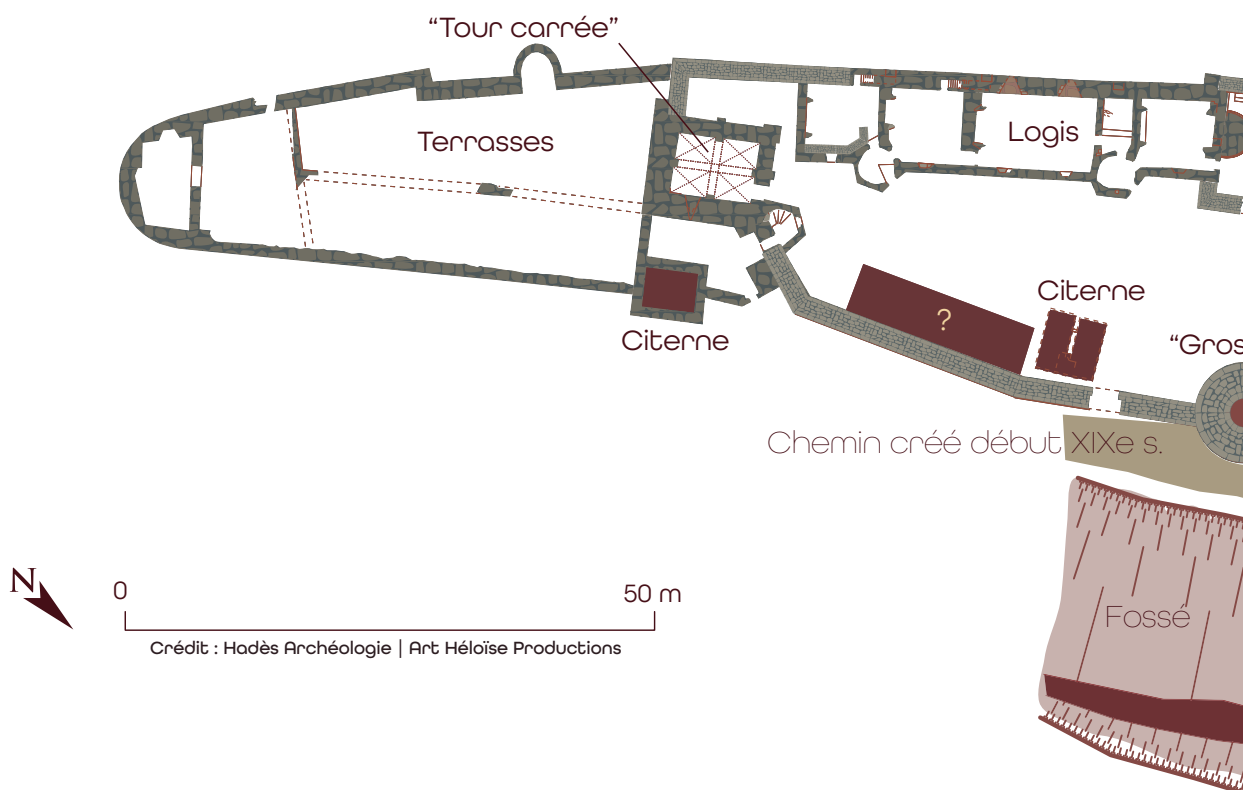 “Tour carrée”
Terrasses
Logis
Citerne
?
Citerne
“Gros
Chemin créé début XIXe s.
Fossé
N
0
50 m
Crédit : Hadès Archéologie | Art Héloïse Productions